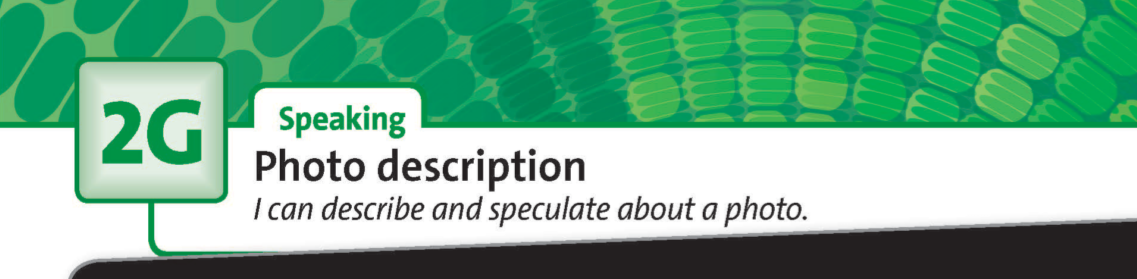 2G
Speaking
Photo description
I can describe and speculate about a photo.